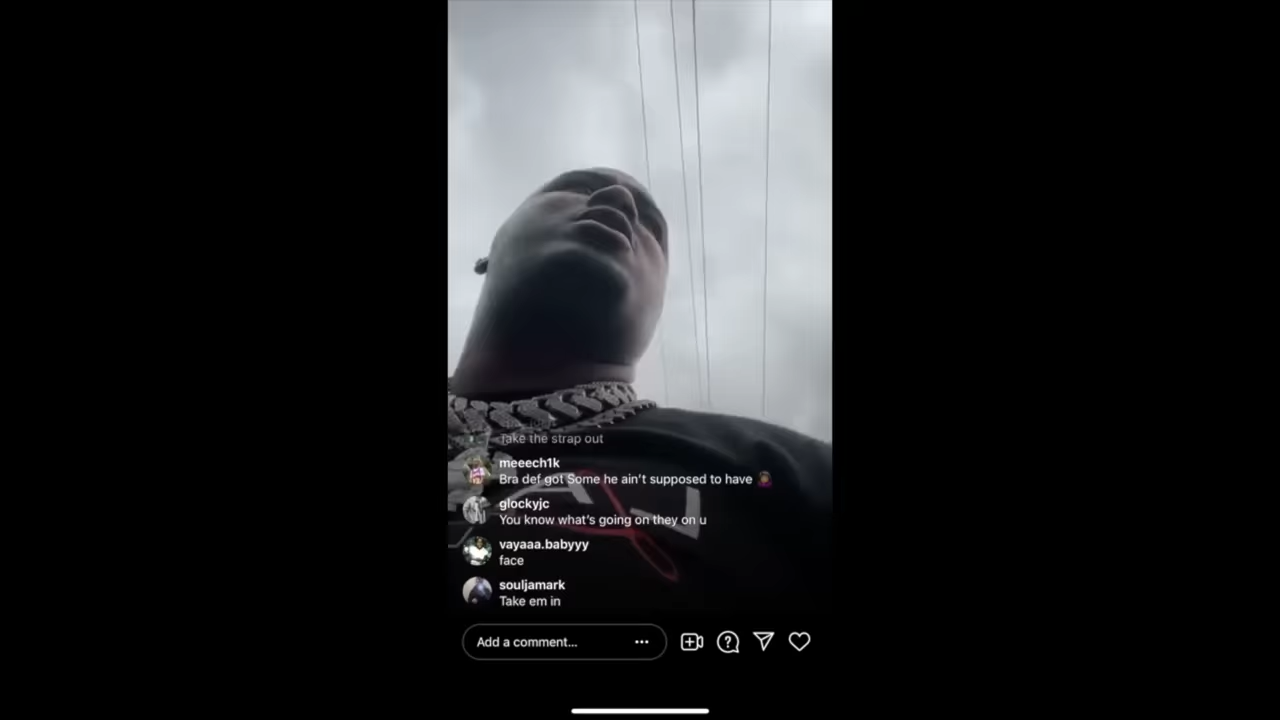 Take the strap out
meeech1k
Bra def got Some he ain't supposed to have 🤦🏾‍♀️
glockyjc
You know what's going on they on u
vayaaa.babyyy
face
souljamark
Take em in
Add a comment...